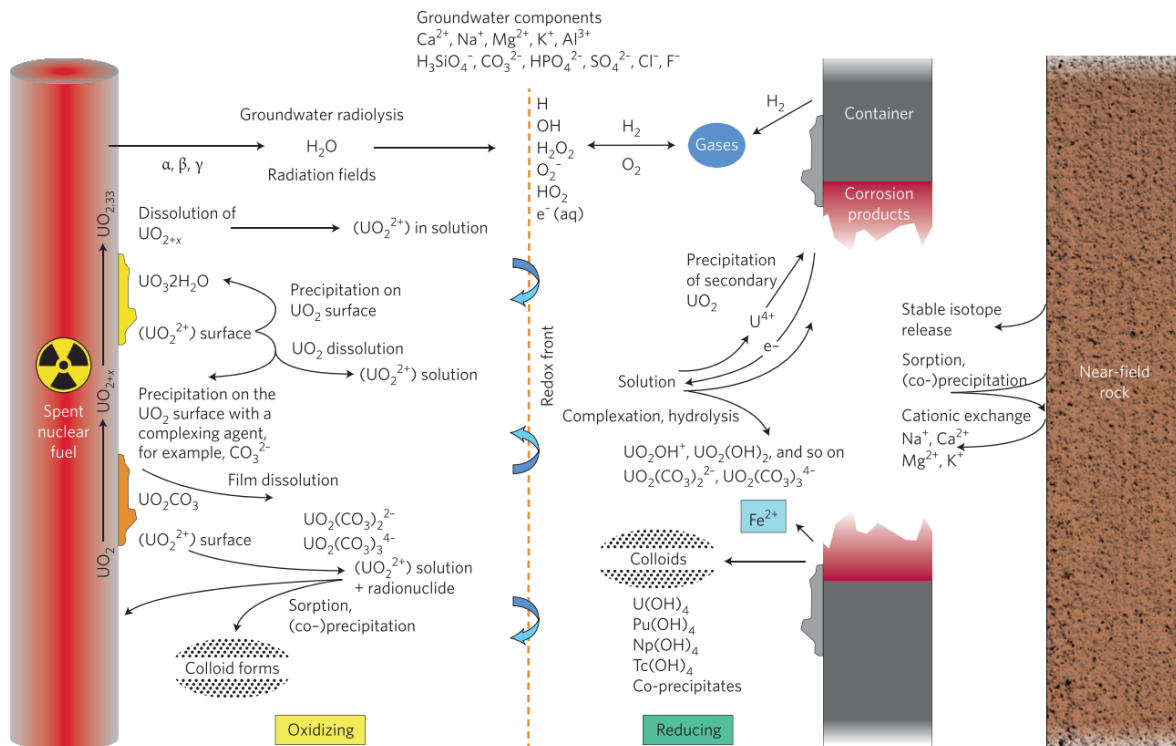 Groundwater components
Ca²⁺, Na⁺, Mg²⁺, K⁺, Al³⁺
H₃SiO₄⁻, CO₃²⁻, HPO₄²⁻, SO₄²⁻, Cl⁻, F⁻
Groundwater radiolysis
H₂O
α, β, γ
Radiation fields
H
OH
H₂O₂
O₂⁻
HO₂
e⁻ (aq)
H₂
O₂
Gases
H₂
Container
Corrosion
products
UO₂.₃₃
UO₂₊ₓ
UO₂
Spent
nuclear
fuel
Dissolution of
UO₂₊ₓ
(UO₂²⁺) in solution
UO₃2H₂O
(UO₂²⁺) surface
Precipitation on
UO₂ surface
UO₂ dissolution
(UO₂²⁺) solution
Precipitation on the
UO₂ surface with a
complexing agent,
for example, CO₃²⁻
Film dissolution
UO₂CO₃
(UO₂²⁺) surface
UO₂(CO₃)₂²⁻
UO₂(CO₃)₃⁴⁻
(UO₂²⁺) solution
+ radionuclide
Sorption,
(co-)precipitation
Colloid forms
Oxidizing
Redox front
Precipitation
of secondary
UO₂
U⁴⁺
e−
Solution
Complexation, hydrolysis
UO₂OH⁺, UO₂(OH)₂, and so on
UO₂(CO₃)₂²⁻, UO₂(CO₃)₃⁴⁻
Fe²⁺
Colloids
U(OH)₄
Pu(OH)₄
Np(OH)₄
Tc(OH)₄
Co-precipitates
Reducing
Stable isotope
release
Sorption,
(co-)precipitation
Cationic exchange
Na⁺, Ca²⁺
Mg²⁺, K⁺
Near-field
rock